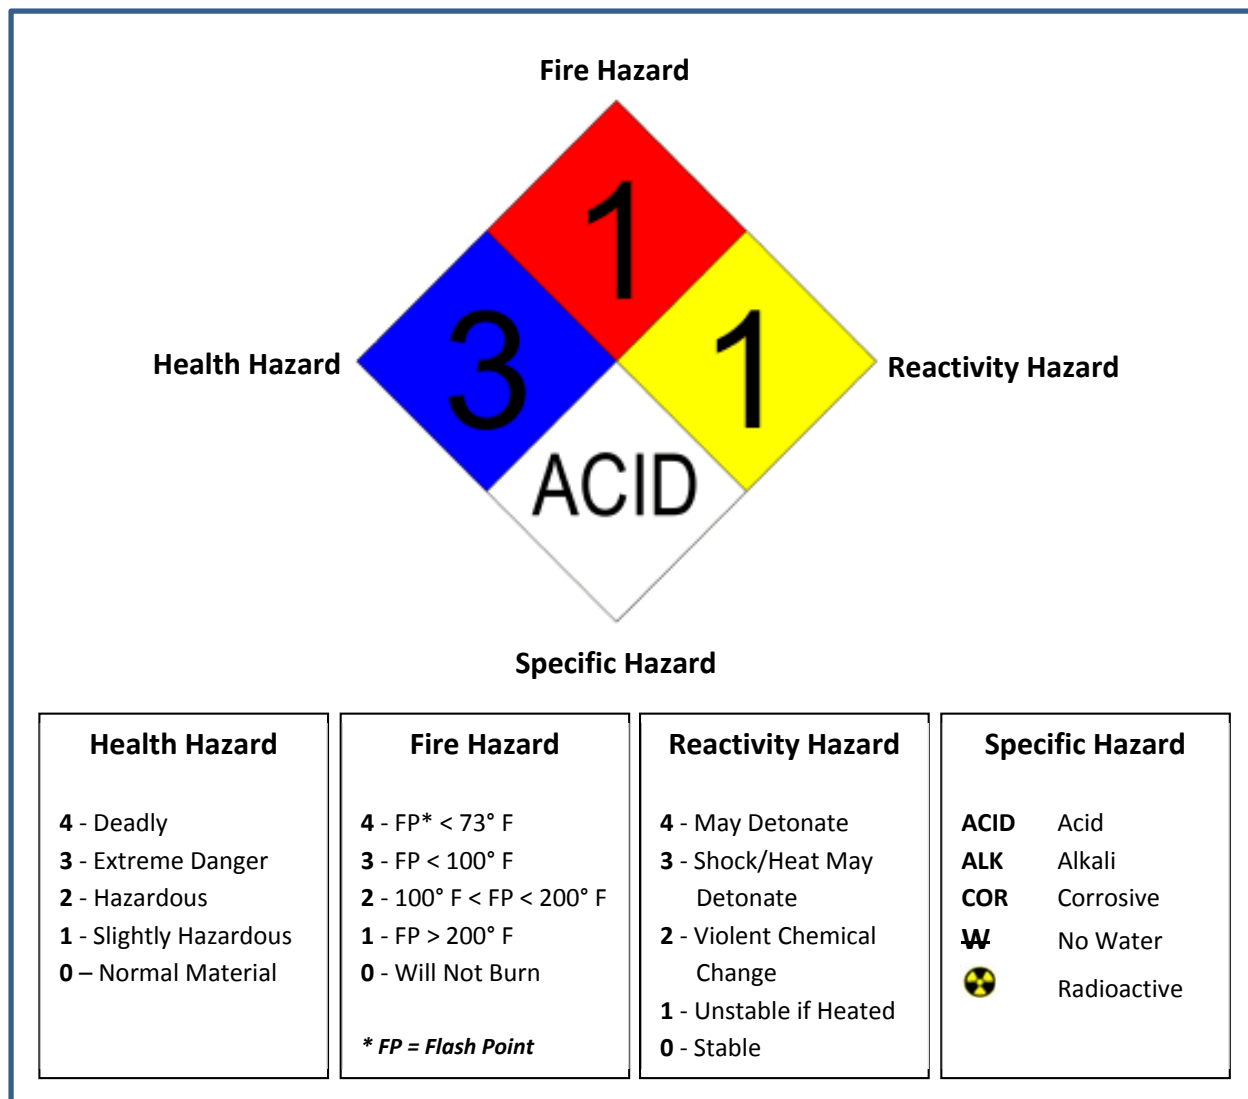 Fire Hazard
1
3
1
Health Hazard
Reactivity Hazard
ACID
Specific Hazard
Health Hazard
4 - Deadly
3 - Extreme Danger
2 - Hazardous
1 - Slightly Hazardous
0 – Normal Material
Fire Hazard
4 - FP* < 73° F
3 - FP < 100° F
2 - 100° F < FP < 200° F
1 - FP > 200° F
0 - Will Not Burn
* FP = Flash Point
Reactivity Hazard
4 - May Detonate
3 - Shock/Heat May
Detonate
2 - Violent Chemical
Change
1 - Unstable if Heated
0 - Stable
Specific Hazard
ACID Acid
ALK Alkali
COR Corrosive
W No Water
Radioactive